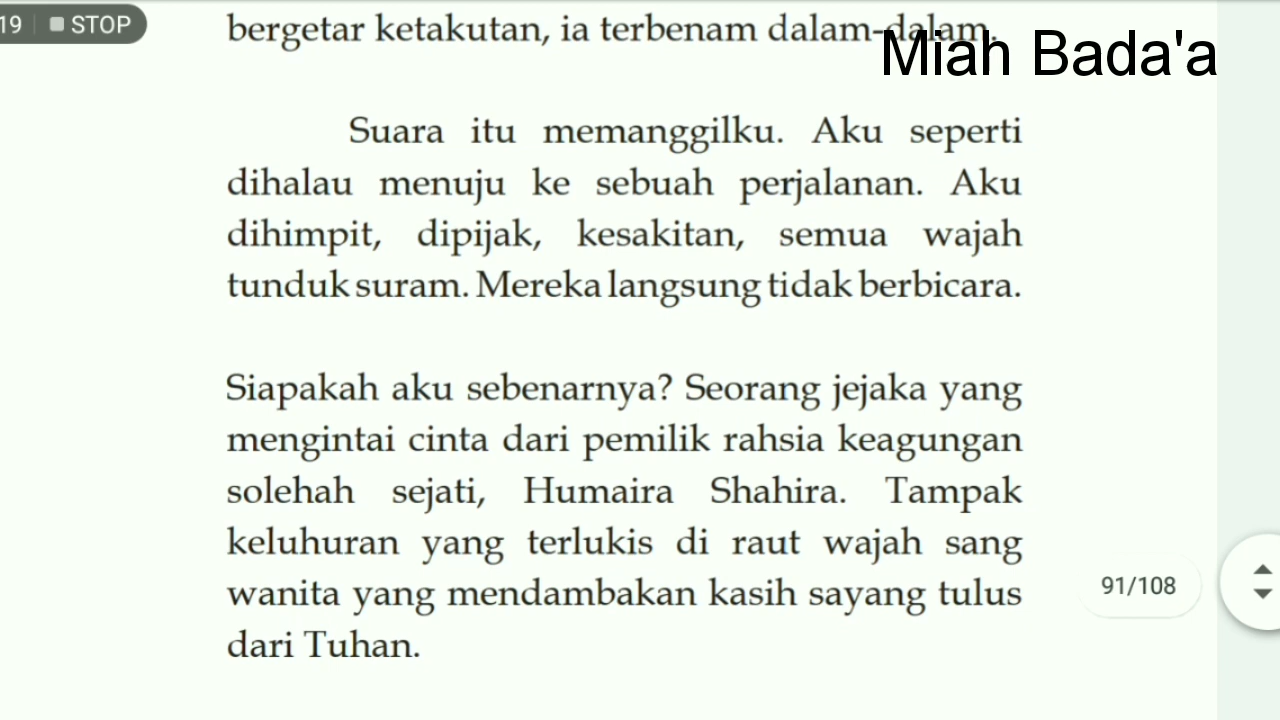 19 STOP
bergetar ketakutan, ia terbenam dalam-dalam.
Miah Bada'a
Suara itu memanggilku. Aku seperti
dihalau menuju ke sebuah perjalanan. Aku
dihimpit, dipijak, kesakitan, semua wajah
tunduk suram. Mereka langsung tidak berbicara.
Siapakah aku sebenarnya? Seorang jejaka yang
mengintai cinta dari pemilik rahsia keagungan
solehah sejati, Humaira Shahira. Tampak
keluhuran yang terlukis di raut wajah sang
wanita yang mendambakan kasih sayang tulus
dari Tuhan.
91/108